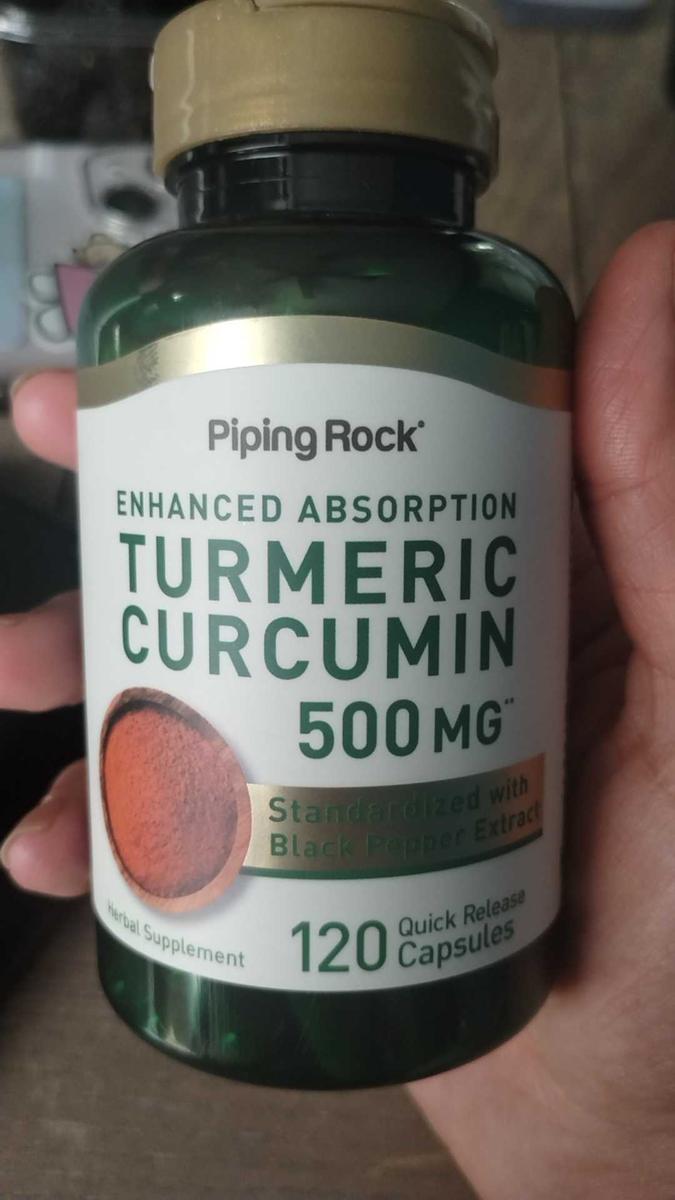 Piping Rock®
ENHANCED ABSORPTION
TURMERIC
CURCUMIN
500 MG**
Standardized with
Black Pepper Extract
Herbal Supplement
120 Quick Release
Capsules